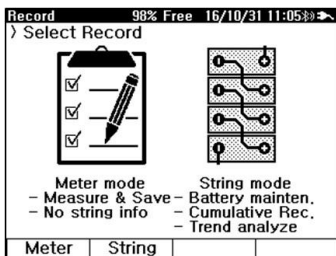 Record 98% Free 16/10/31 11:05
) Select Record
Meter mode
- Measure & Save
- No string info
String mode
- Battery mainten.
- Cumulative Rec.
- Trend analyze
Meter String